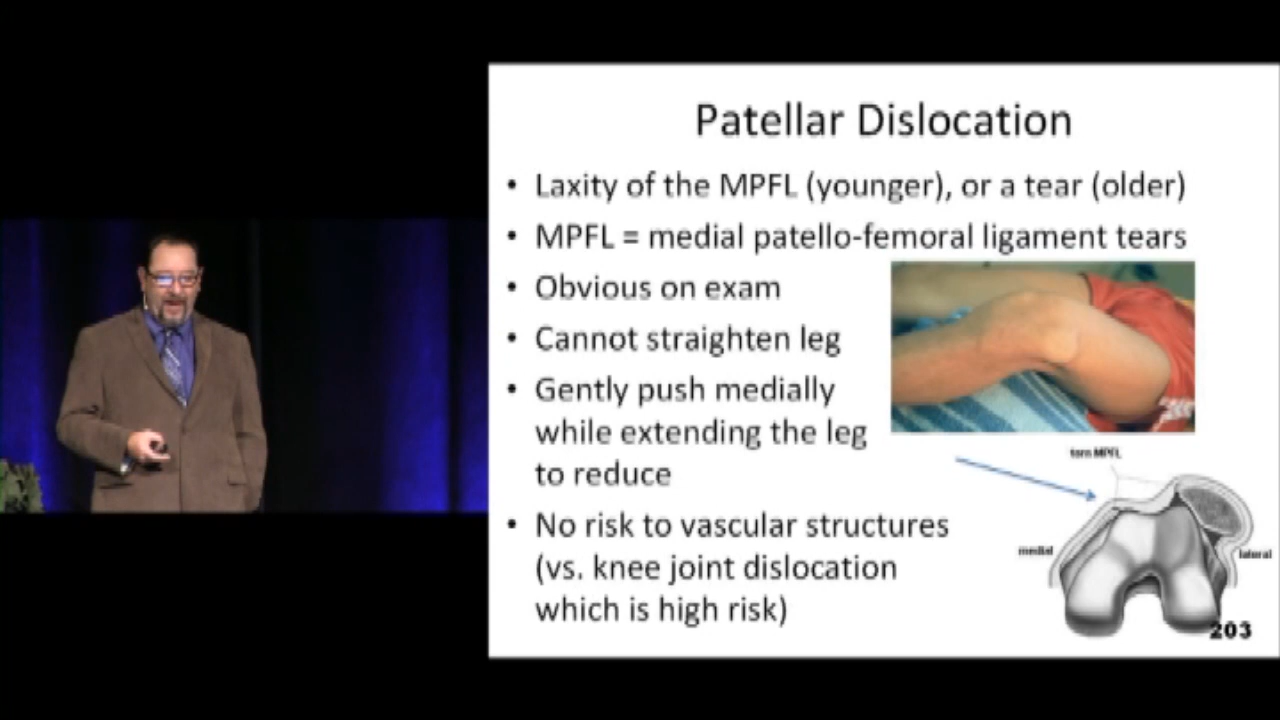 Patellar Dislocation
• Laxity of the MPFL (younger), or a tear (older)
• MPFL = medial patello-femoral ligament tears
• Obvious on exam
• Cannot straighten leg
• Gently push medially
while extending the leg
to reduce
• No risk to vascular structures
(vs. knee joint dislocation
which is high risk)
torn MPFL
medial
lateral
203